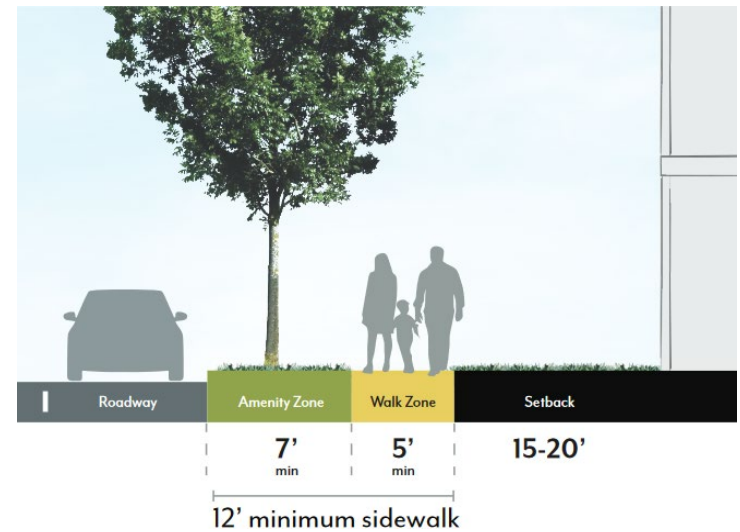 Roadway
Amenity Zone
Walk Zone
Setback
7’
min
5’
min
15-20’
12’ minimum sidewalk